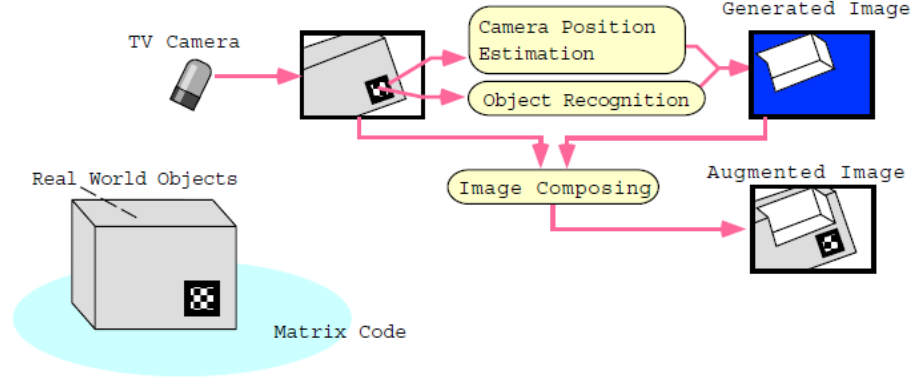 Generated Image
TV Camera
Camera Position
Estimation
Object Recognition
Image Composing
Augmented Image
Real World Objects
Matrix Code